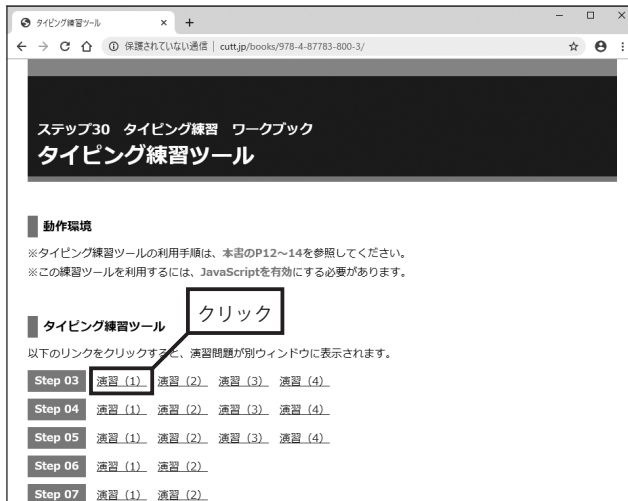 タイピング練習ツール
保護されていない通信 | cutt.jp/books/978-4-87783-800-3/
ステップ30 タイピング練習 ワークブック
タイピング練習ツール
動作環境
※タイピング練習ツールの利用手順は、本書のP12～14を参照してください。
※この練習ツールを利用するには、JavaScriptを有効にする必要があります。
クリック
タイピング練習ツール
以下のリンクをクリックすると、演習問題が別ウィンドウに表示されます。
Step 03 演習（1） 演習（2） 演習（3） 演習（4）
Step 04 演習（1） 演習（2） 演習（3） 演習（4）
Step 05 演習（1） 演習（2） 演習（3） 演習（4）
Step 06 演習（1） 演習（2）
Step 07 演習（1） 演習（2）